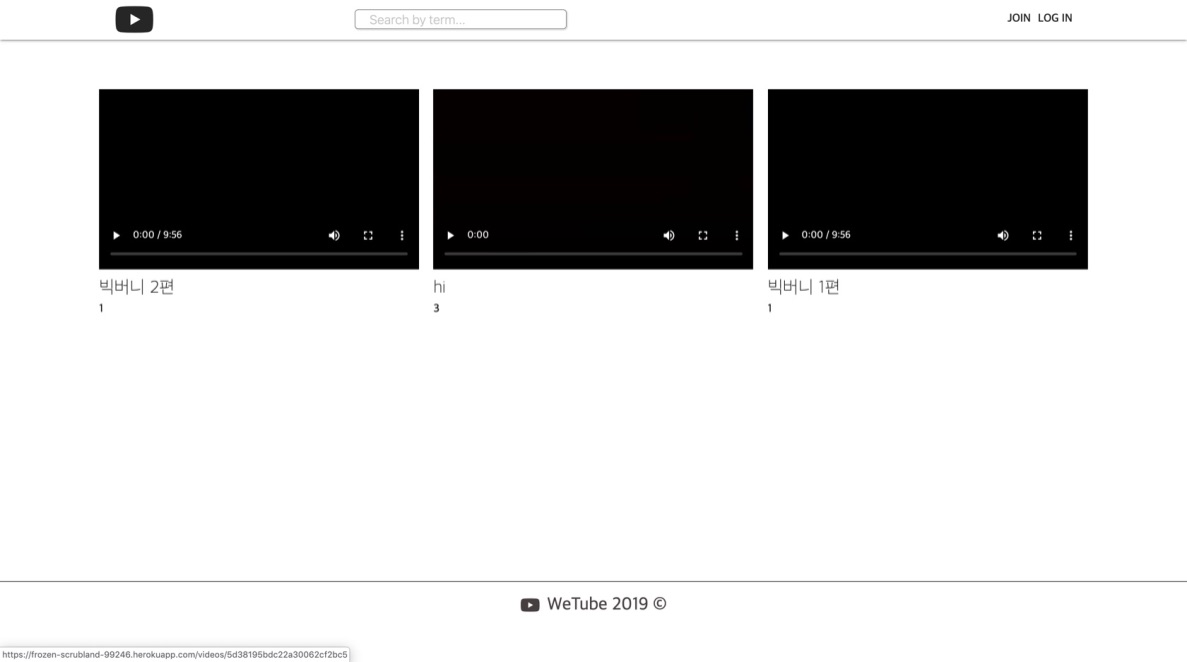 Search by term...
JOIN LOG IN
0:00 / 9:56
0:00
0:00 / 9:56
빅버니 2편
hi
빅버니 1편
1
3
1
WeTube 2019 ©
https://frozen-scrubland-99246.herokuapp.com/videos/5d38195bdc22a30062cf2bc5